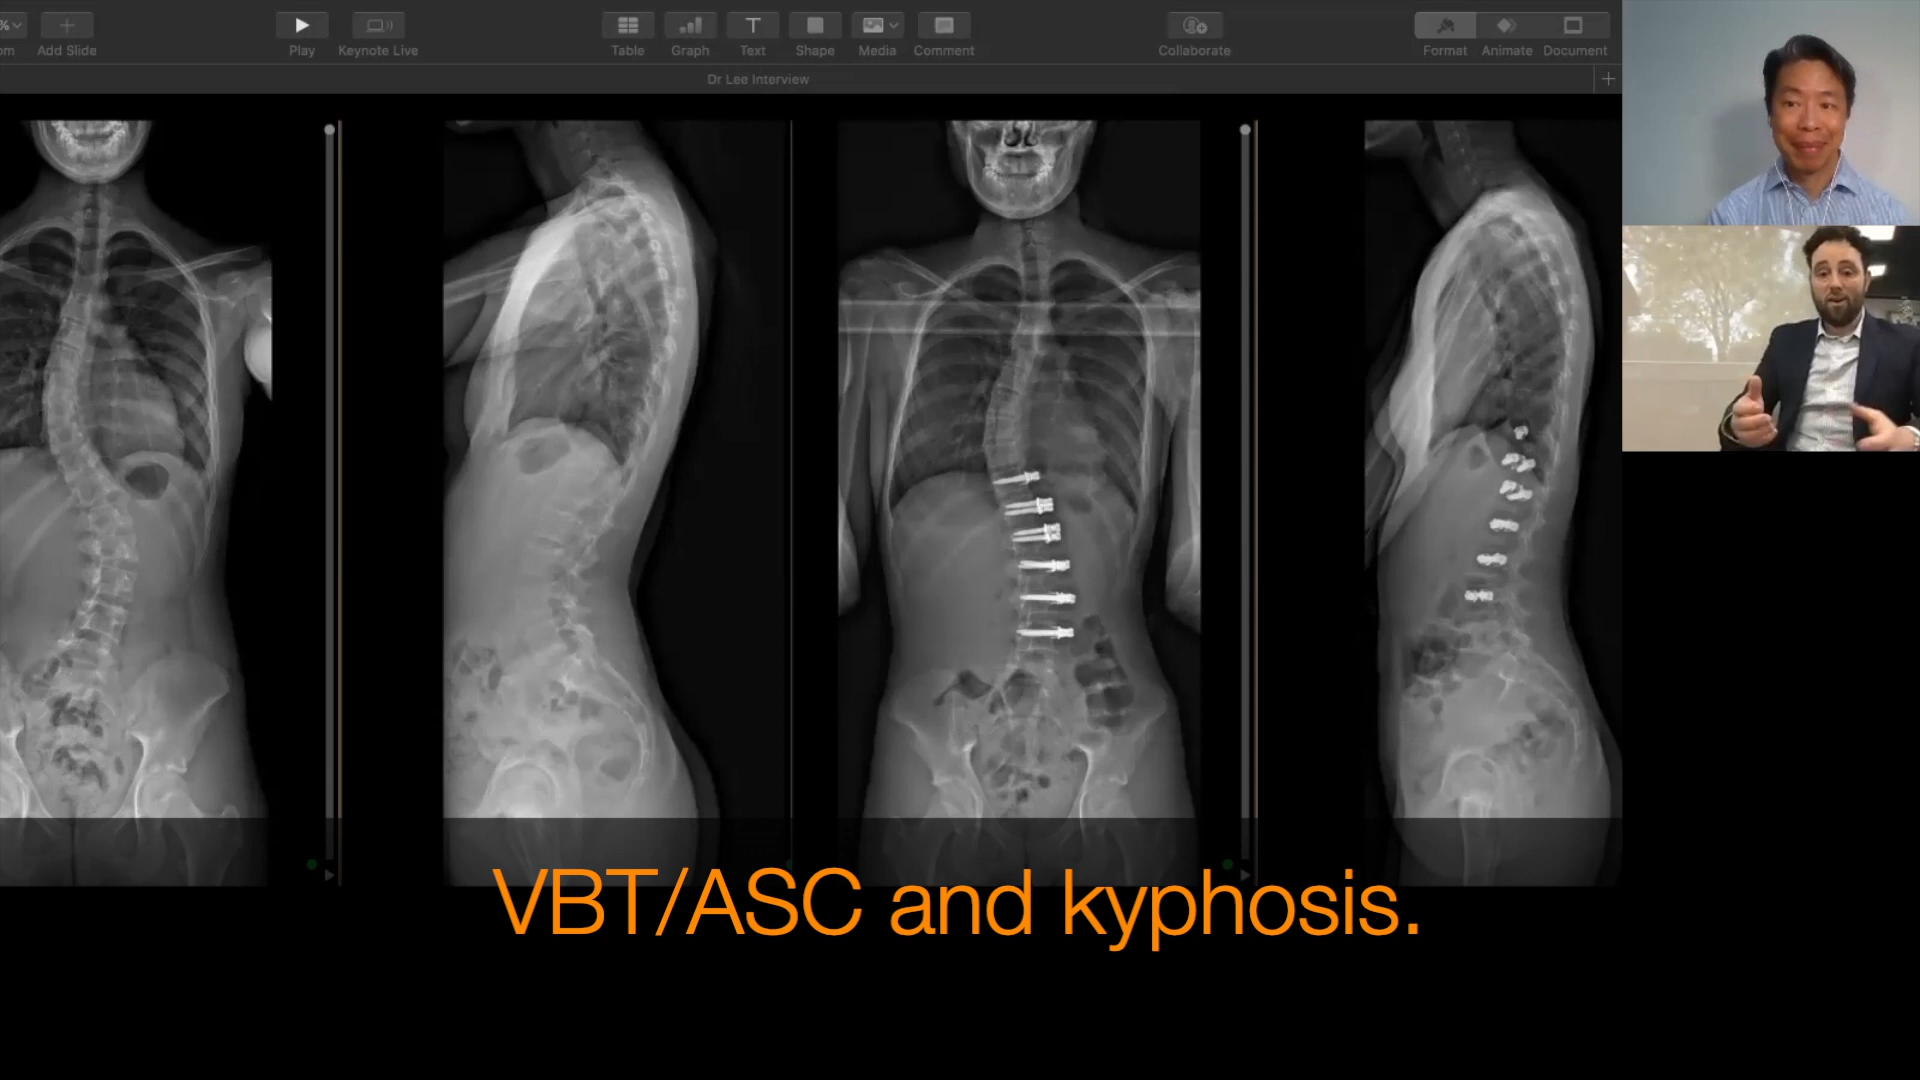 %
om
Add Slide
Play
Keynote Live
Table
Graph
Text
Shape
Media
Comment
Collaborate
Format
Animate
Document
Dr Lee Interview
VBT/ASC and kyphosis.